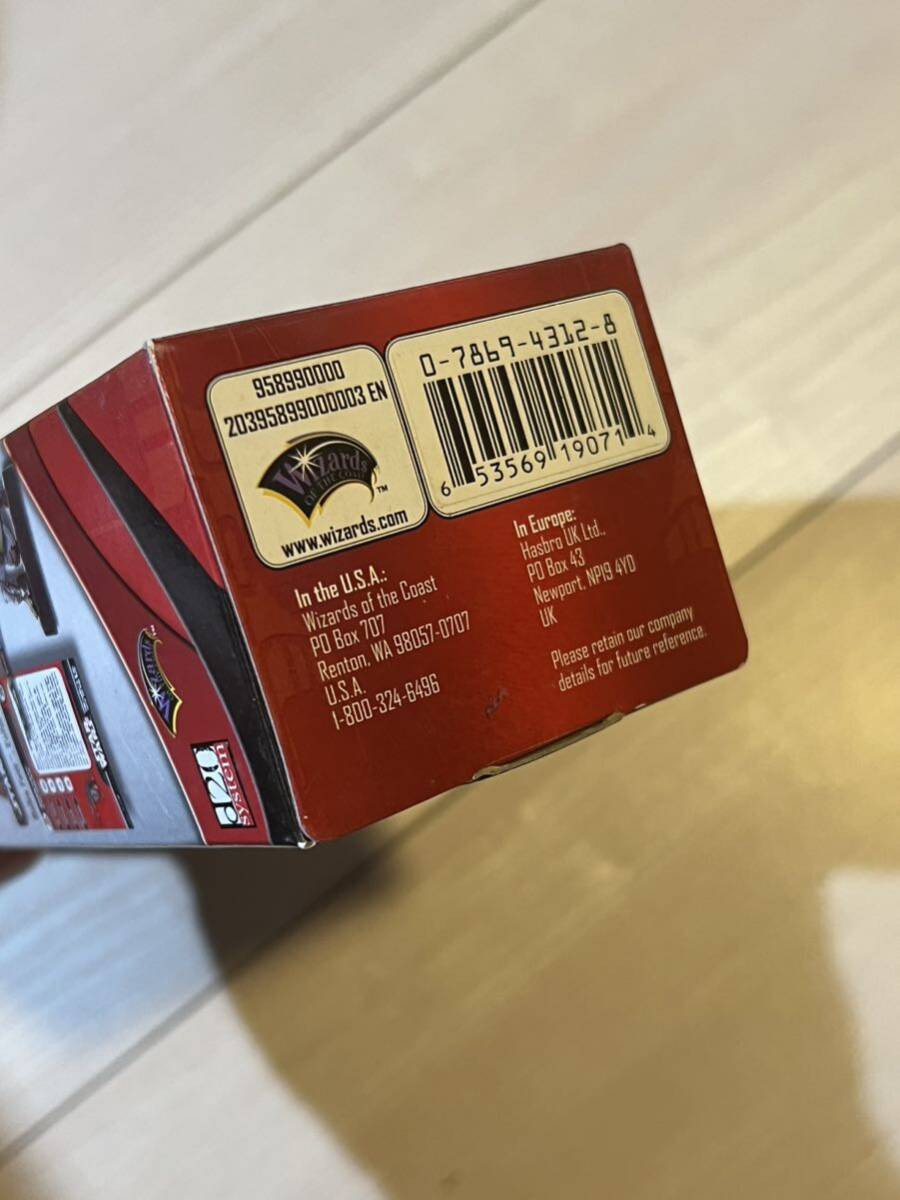 958990000
20395899000003 EN
Wizards
OF THE COAST
™
www.wizards.com
0-7869-4312-8
6 53569 19071 4
In the U.S.A.:
Wizards of the Coast
PO Box 707
Renton, WA 98057-0707
U.S.A.
1-800-324-6496
In Europe:
Hasbro UK Ltd.,
PO Box 43
Newport, NP19 4YD
UK
Please retain our company
details for future reference.
Wizards
d20
system